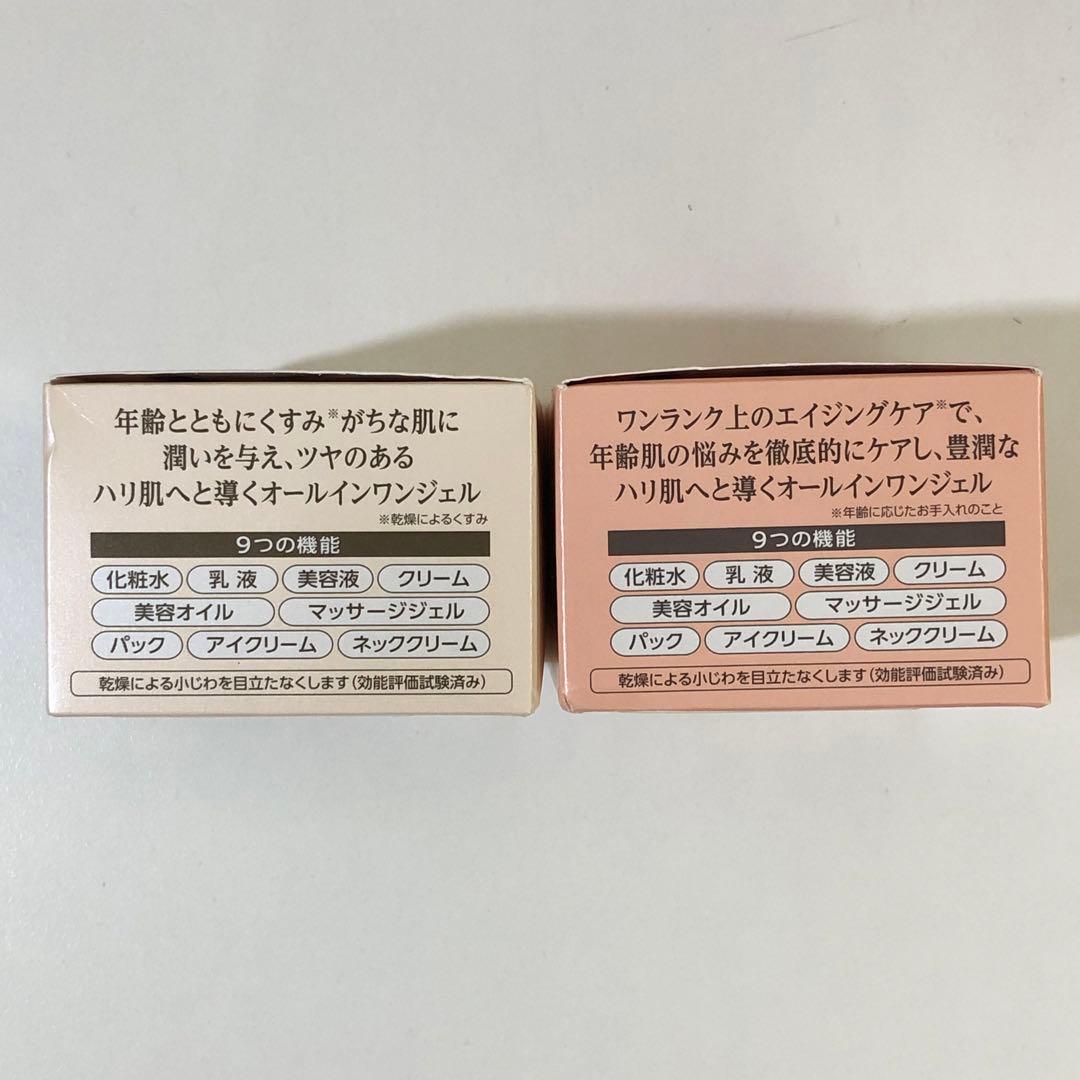 年齢とともにくすみ※がちな肌に
潤いを与え、ツヤのある
ハリ肌へと導くオールインワンジェル
※乾燥によるくすみ
9つの機能
化粧水 乳液 美容液 クリーム
美容オイル マッサージジェル
パック アイクリーム ネッククリーム
乾燥による小じわを目立たなくします(効能評価試験済み)
ワンランク上のエイジングケア※で、
年齢肌の悩みを徹底的にケアし、豊潤な
ハリ肌へと導くオールインワンジェル
※年齢に応じたお手入れのこと
9つの機能
化粧水 乳液 美容液 クリーム
美容オイル マッサージジェル
パック アイクリーム ネッククリーム
乾燥による小じわを目立たなくします(効能評価試験済み)